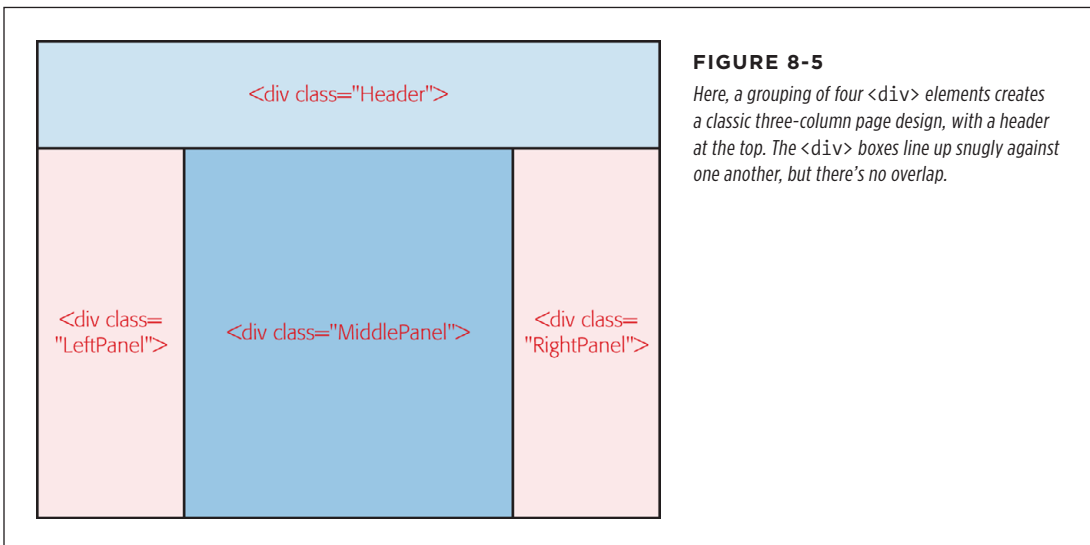 <div class="Header">
<div class=
"LeftPanel">
<div class="MiddlePanel">
<div class=
"RightPanel">
FIGURE 8-5
Here, a grouping of four <div> elements creates
a classic three-column page design, with a header
at the top. The <div> boxes line up snugly against
one another, but there's no overlap.